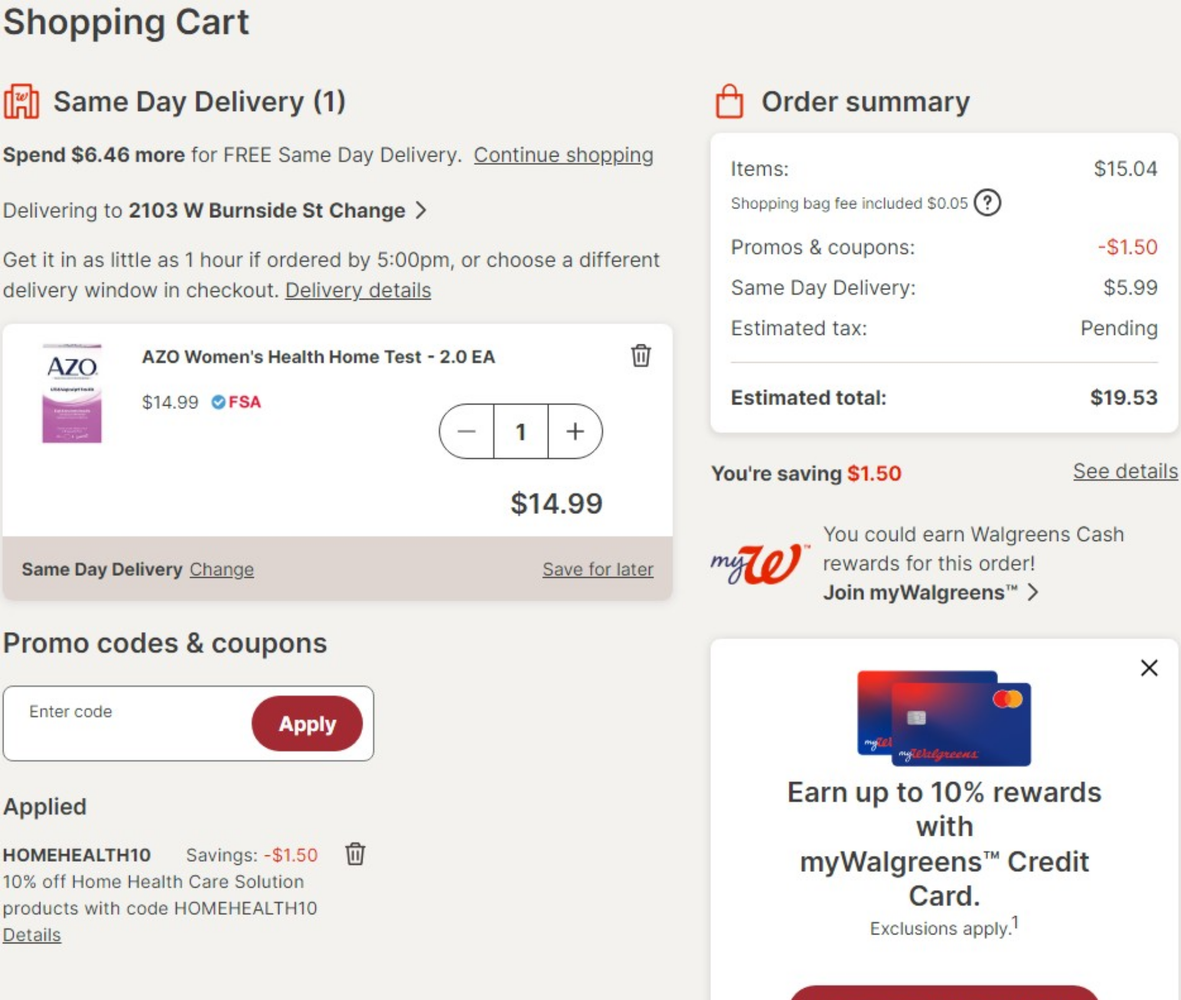 Shopping Cart
Same Day Delivery (1)
Spend $6.46 more for FREE Same Day Delivery. Continue shopping
Delivering to 2103 W Burnside St Change >
Get it in as little as 1 hour if ordered by 5:00pm, or choose a different
delivery window in checkout. Delivery details
AZO
AZO Women's Health Home Test - 2.0 EA
$14.99 FSA
− 1 +
$14.99
Same Day Delivery Change Save for later
Promo codes & coupons
Enter code
Apply
Applied
HOMEHEALTH10 Savings: -$1.50
10% off Home Health Care Solution
products with code HOMEHEALTH10
Details
Order summary
Items: $15.04
Shopping bag fee included $0.05 ?
Promos & coupons: -$1.50
Same Day Delivery: $5.99
Estimated tax: Pending
Estimated total: $19.53
You're saving $1.50 See details
myW™
You could earn Walgreens Cash
rewards for this order!
Join myWalgreens™ >
myWalgreens
Earn up to 10% rewards
with
myWalgreens™ Credit
Card.
Exclusions apply.1